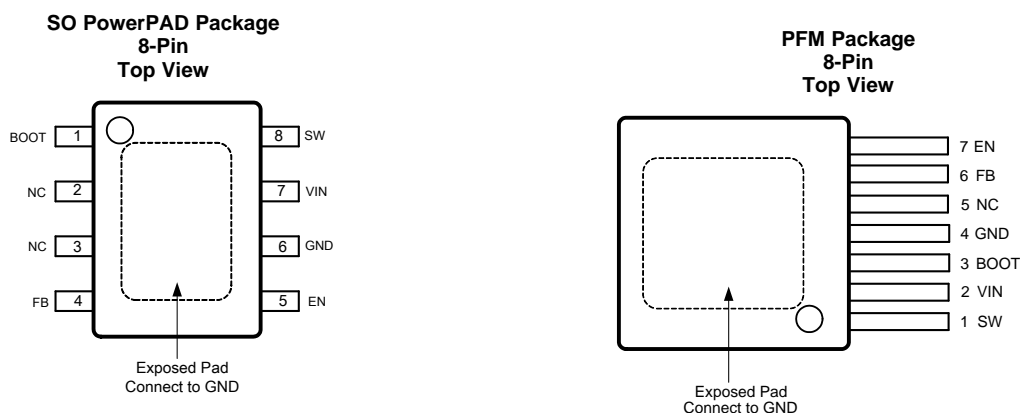 SO PowerPAD Package
8-Pin
Top View
BOOT 1
NC 2
NC 3
FB 4
8 SW
7 VIN
6 GND
5 EN
Exposed Pad
Connect to GND
PFM Package
8-Pin
Top View
7 EN
6 FB
5 NC
4 GND
3 BOOT
2 VIN
1 SW
Exposed Pad
Connect to GND